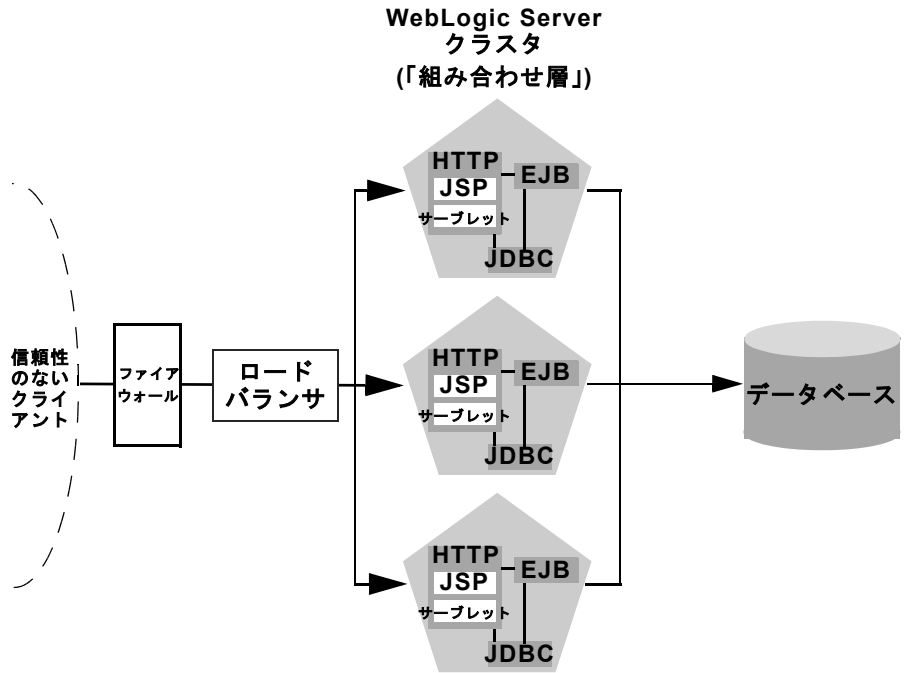 WebLogic Server
クラスタ
(「組み合わせ層」)
HTTP
JSP
サーブレット
EJB
JDBC
信頼性
のない
クライ
アント
ファイア
ウォール
ロード
バランサ
HTTP
JSP
サーブレット
EJB
JDBC
データベース
HTTP
JSP
サーブレット
EJB
JDBC